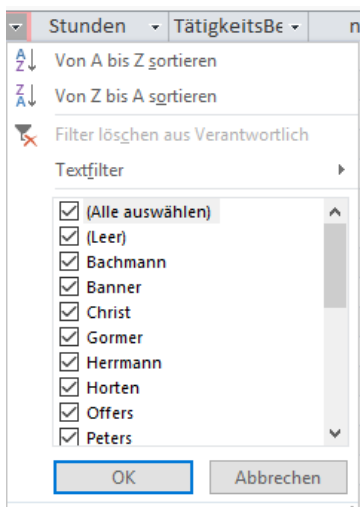 Stunden TätigkeitsBe n
Von A bis Z sortieren
Von Z bis A sortieren
Filter löschen aus Verantwortlich
Textfilter
(Alle auswählen)
(Leer)
Bachmann
Banner
Christ
Gormer
Herrmann
Horten
Offers
Peters
OK Abbrechen